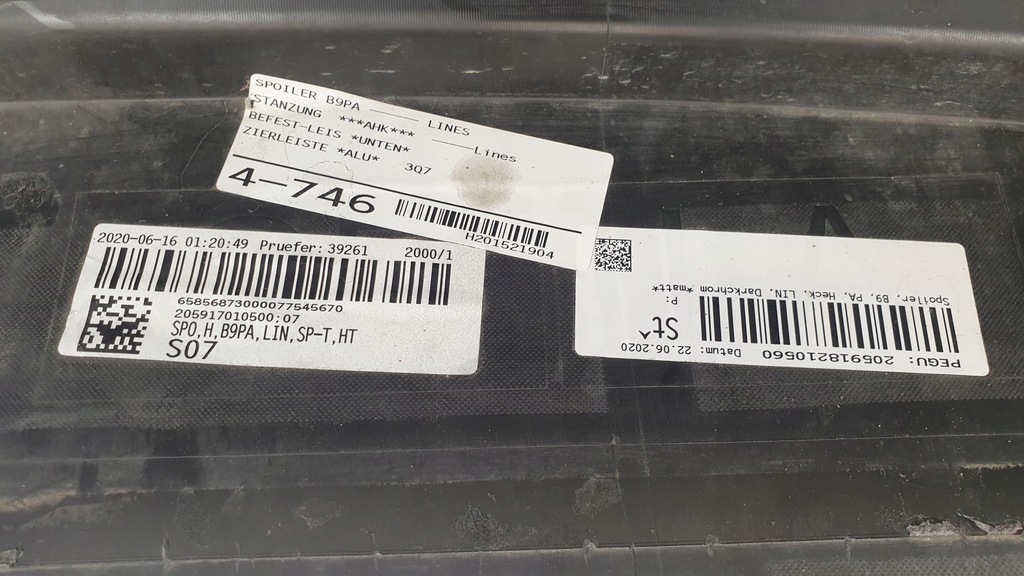 SPOILER B9PA —— LINES
STANZUNG ***AHK***
BEFEST-LEIS *UNTEN* ——Lines
ZIERLEISTE *ALU* 3Q7
4-746
H201521904
2020-06-16 01:20:49 Pruefer:39261 2000/1
65856873000077545670
205917010500:07
SPO,H,B9PA,LIN,SP-T,HT
S07
PEGU: 205918210560
Datum: 22.06.2020
P: St^
Spoiler, B9, PA, Heck, LIN, Darkchrom *matt*